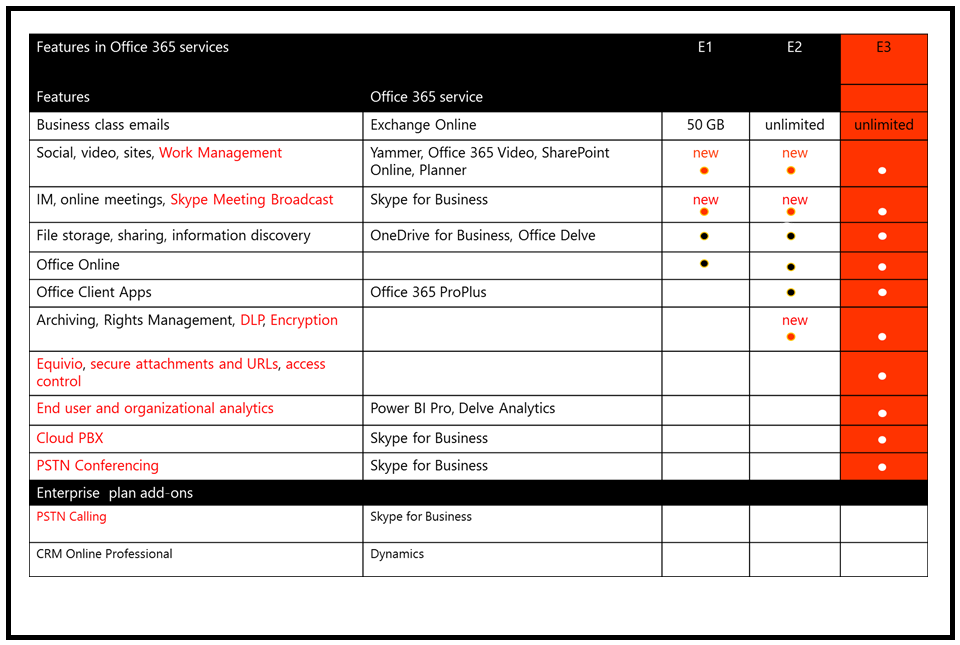 Features in Office 365 services E1 E2 E3
Features Office 365 service
Business class emails Exchange Online 50 GB unlimited unlimited
Social, video, sites, Work Management Yammer, Office 365 Video, SharePoint new new
Online, Planner
IM, online meetings, Skype Meeting Broadcast Skype for Business new new
File storage, sharing, information discovery OneDrive for Business, Office Delve
Office Online
Office Client Apps Office 365 ProPlus
Archiving, Rights Management, DLP, Encryption new
Equivio, secure attachments and URLs, access
control
End user and organizational analytics Power BI Pro, Delve Analytics
Cloud PBX Skype for Business
PSTN Conferencing Skype for Business
Enterprise plan add-ons
PSTN Calling Skype for Business
CRM Online Professional Dynamics